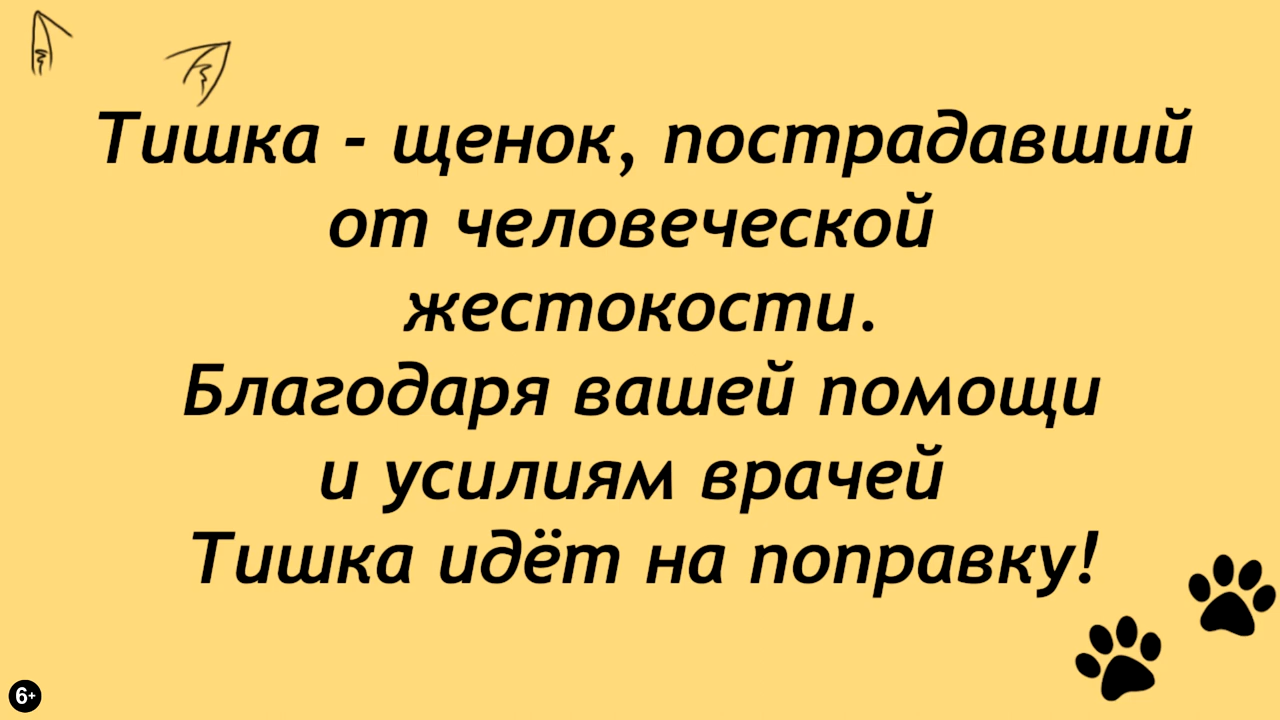 Тишка - щенок, пострадавший
от человеческой
жестокости.
Благодаря вашей помощи
и усилиям врачей
Тишка идёт на поправку!
6+